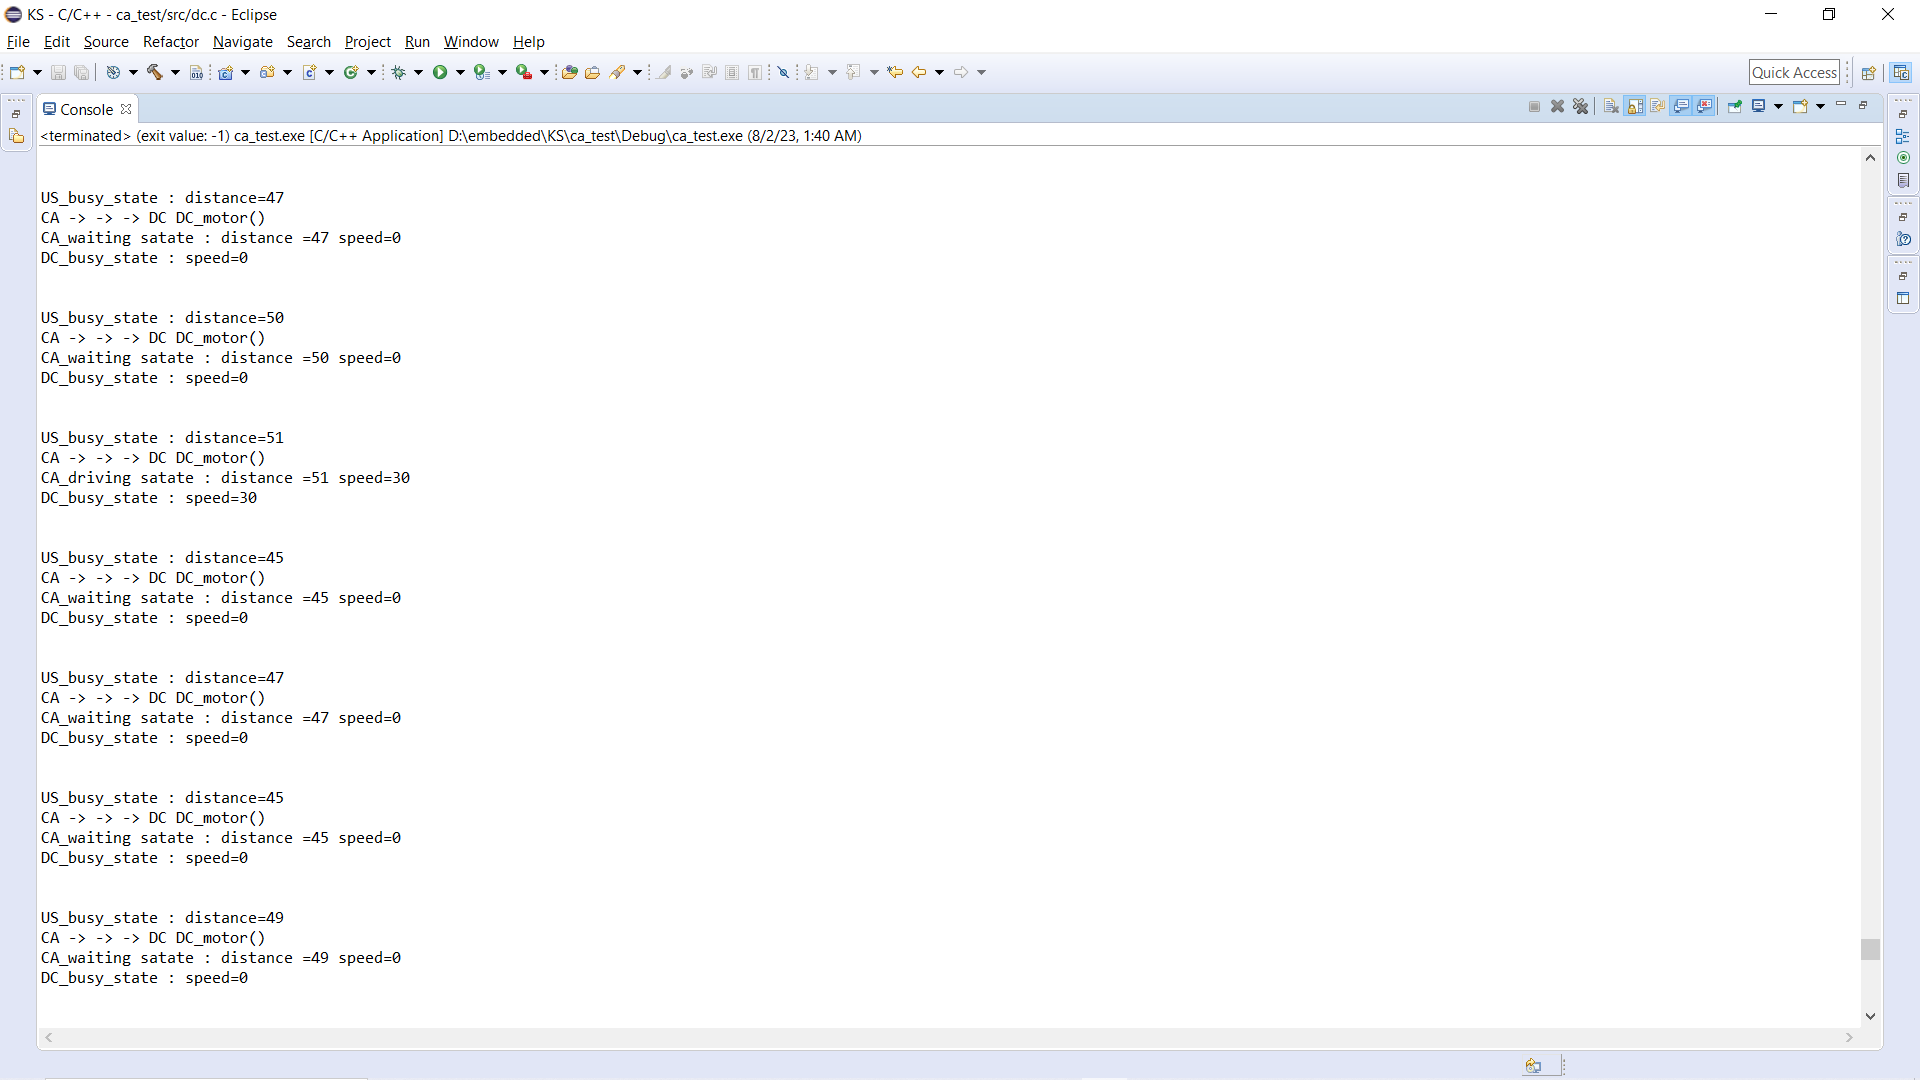 KS - C/C++ - ca_test/src/dc.c - Eclipse
File Edit Source Refactor Navigate Search Project Run Window Help
Quick Access
Console
<terminated> (exit value: -1) ca_test.exe [C/C++ Application] D:\embedded\KS\ca_test\Debug\ca_test.exe (8/2/23, 1:40 AM)
US_busy_state : distance=47
CA -> -> -> DC DC_motor()
CA_waiting satate : distance =47 speed=0
DC_busy_state : speed=0
US_busy_state : distance=50
CA -> -> -> DC DC_motor()
CA_waiting satate : distance =50 speed=0
DC_busy_state : speed=0
US_busy_state : distance=51
CA -> -> -> DC DC_motor()
CA_driving satate : distance =51 speed=30
DC_busy_state : speed=30
US_busy_state : distance=45
CA -> -> -> DC DC_motor()
CA_waiting satate : distance =45 speed=0
DC_busy_state : speed=0
US_busy_state : distance=47
CA -> -> -> DC DC_motor()
CA_waiting satate : distance =47 speed=0
DC_busy_state : speed=0
US_busy_state : distance=45
CA -> -> -> DC DC_motor()
CA_waiting satate : distance =45 speed=0
DC_busy_state : speed=0
US_busy_state : distance=49
CA -> -> -> DC DC_motor()
CA_waiting satate : distance =49 speed=0
DC_busy_state : speed=0